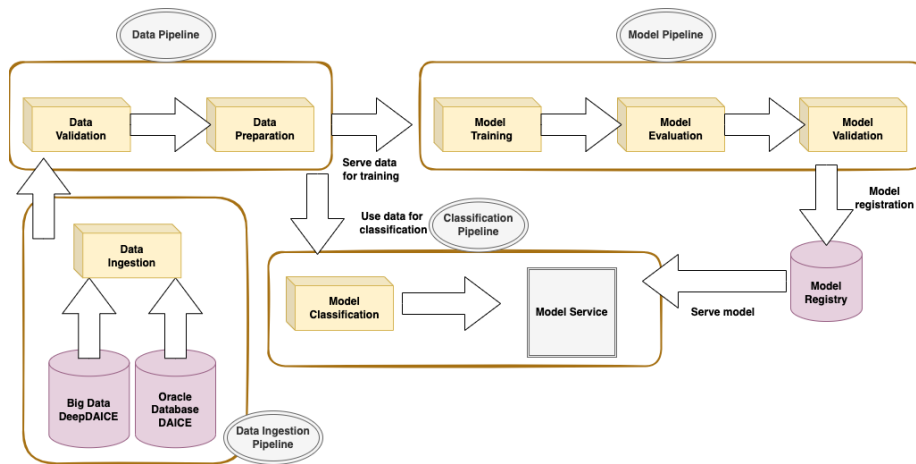 Data Pipeline
Model Pipeline
Data
Validation
Data
Preparation
Model
Training
Model
Evaluation
Model
Validation
Serve data
for training
Model
registration
Use data for
classification
Classification
Pipeline
Data
Ingestion
Model
Classification
Model Service
Model
Registry
Serve model
Big Data
DeepDAICE
Oracle
Database
DAICE
Data Ingestion
Pipeline